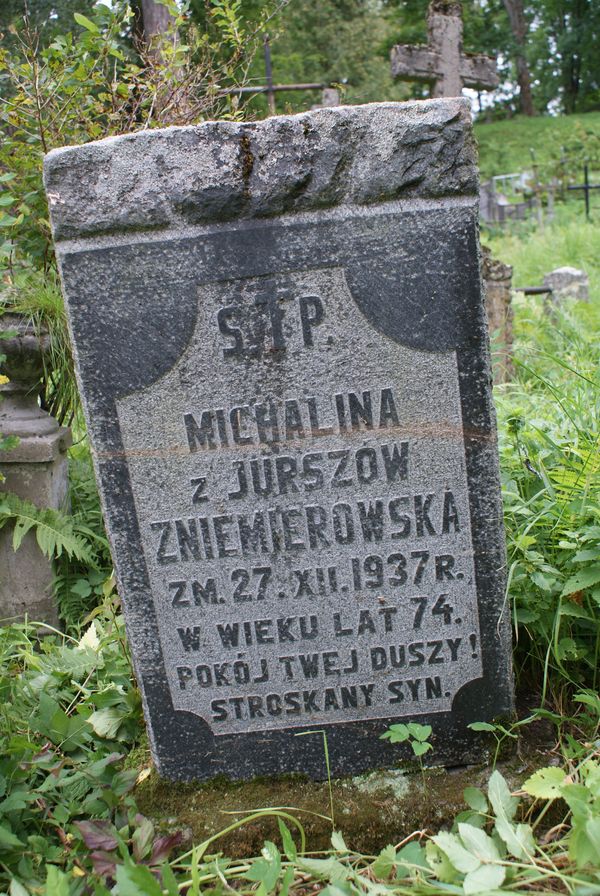 Ś.†P.
MICHALINA
z JURSZÓW
ZNIEMIEROWSKA
ZM. 27. XII. 1937 R.
W WIEKU LAT 74.
POKÓJ TWEJ DUSZY!
STROSKANY SYN.